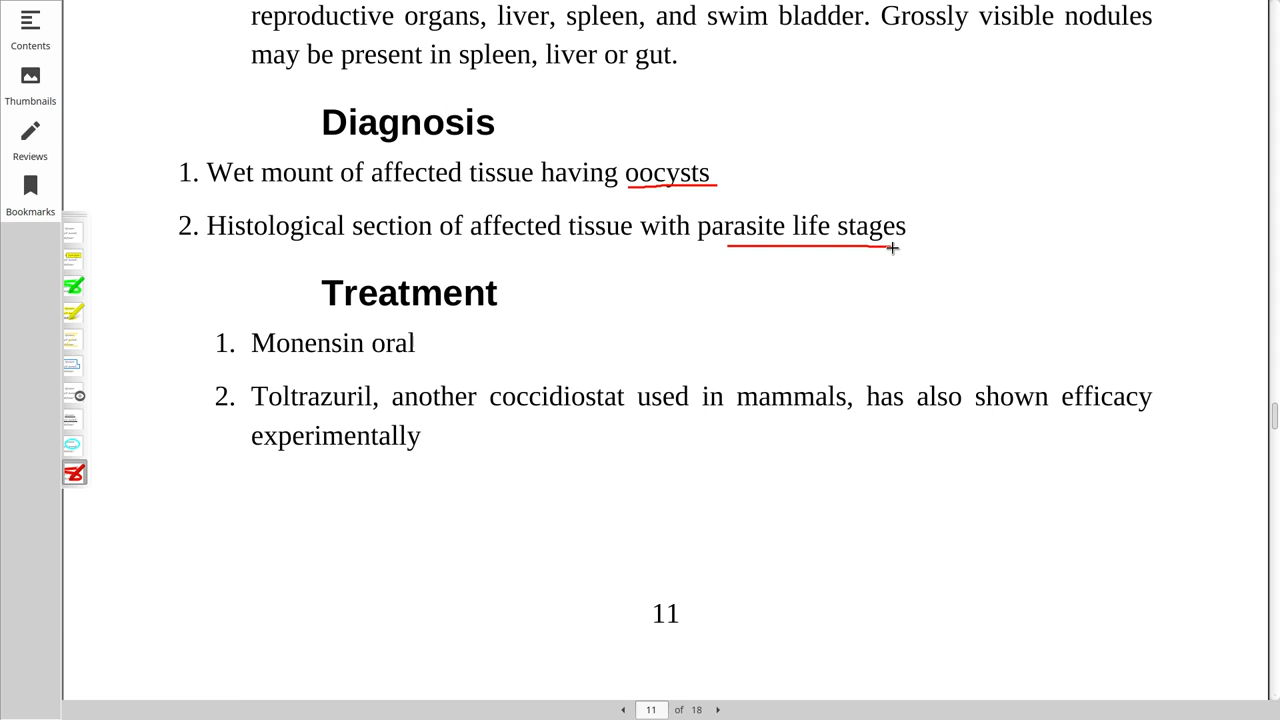 Contents
Thumbnails
Reviews
Bookmarks
reproductive organs, liver, spleen, and swim bladder. Grossly visible nodules
may be present in spleen, liver or gut.
Diagnosis
1. Wet mount of affected tissue having oocysts
2. Histological section of affected tissue with parasite life stages
Treatment
1. Monensin oral
2. Toltrazuril, another coccidiostat used in mammals, has also shown efficacy
experimentally
11
11 of 18